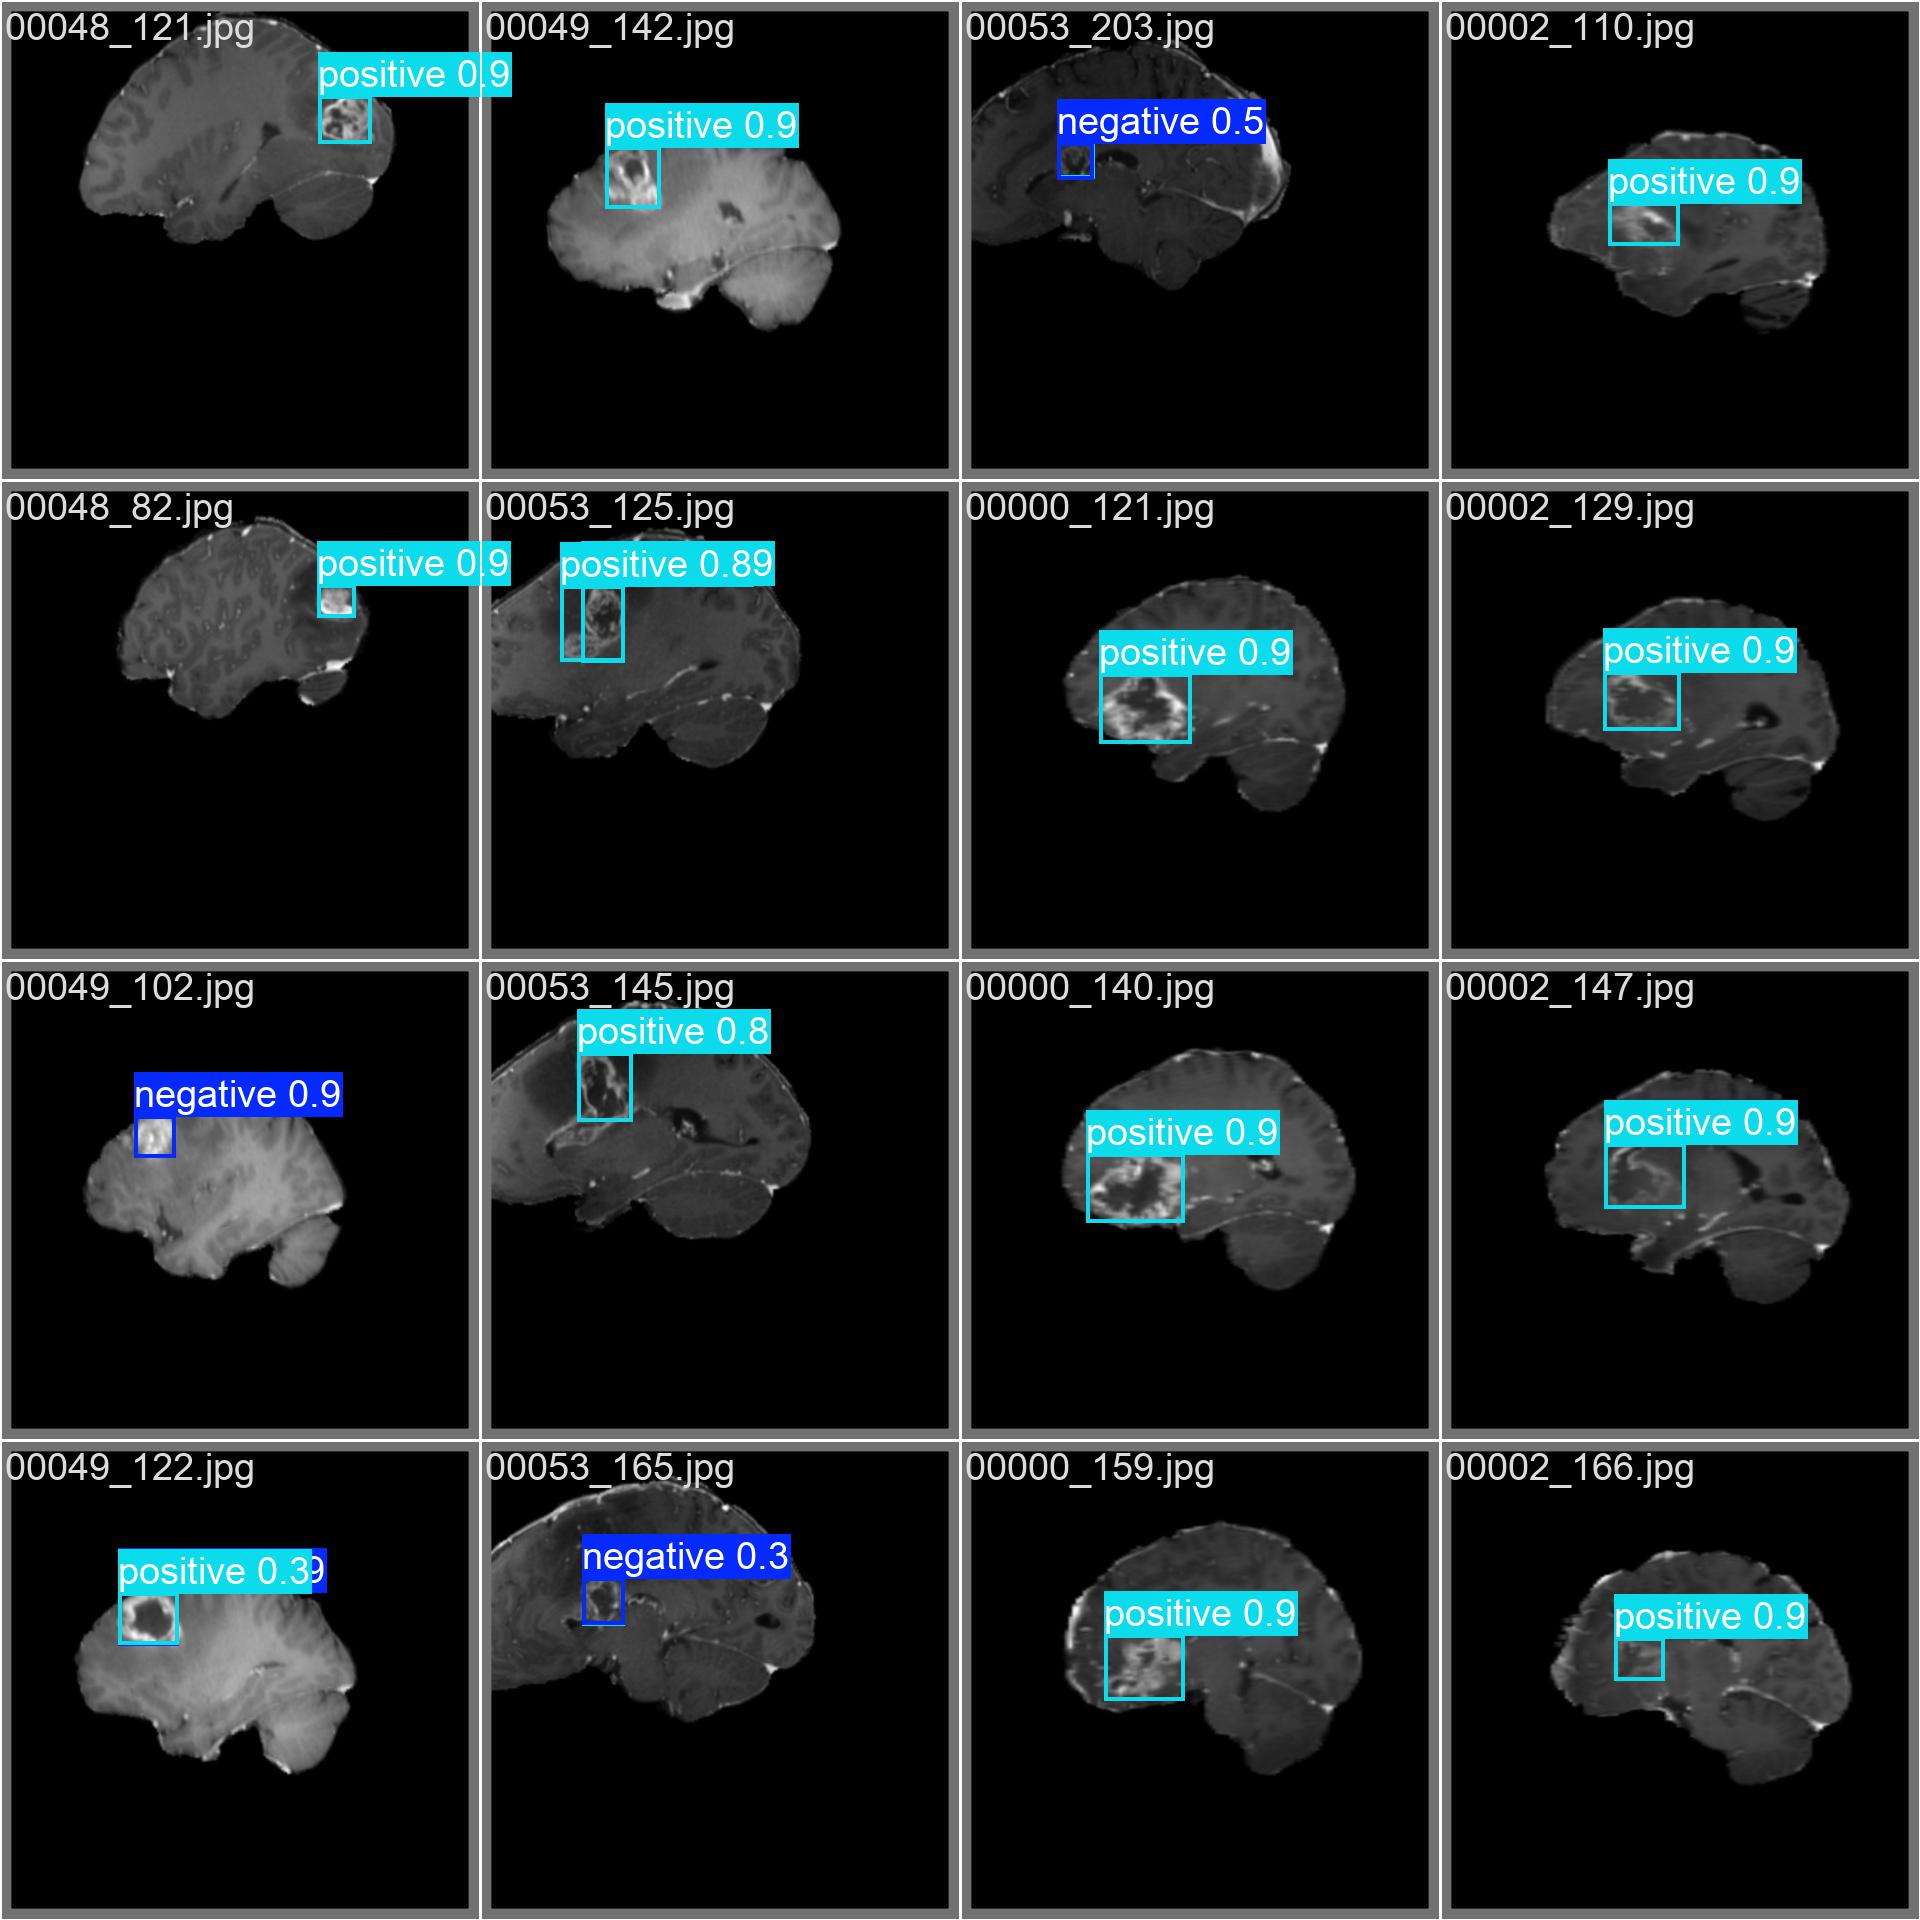 00048_121.jpg
positive 0.9
00049_142.jpg
positive 0.9
00053_203.jpg
negative 0.5
00002_110.jpg
positive 0.9
00048_82.jpg
positive 0.9
00053_125.jpg
positive 0.89
00000_121.jpg
positive 0.9
00002_129.jpg
positive 0.9
00049_102.jpg
negative 0.9
00053_145.jpg
positive 0.8
00000_140.jpg
positive 0.9
00002_147.jpg
positive 0.9
00049_122.jpg
positive 0.39
00053_165.jpg
negative 0.3
00000_159.jpg
positive 0.9
00002_166.jpg
positive 0.9